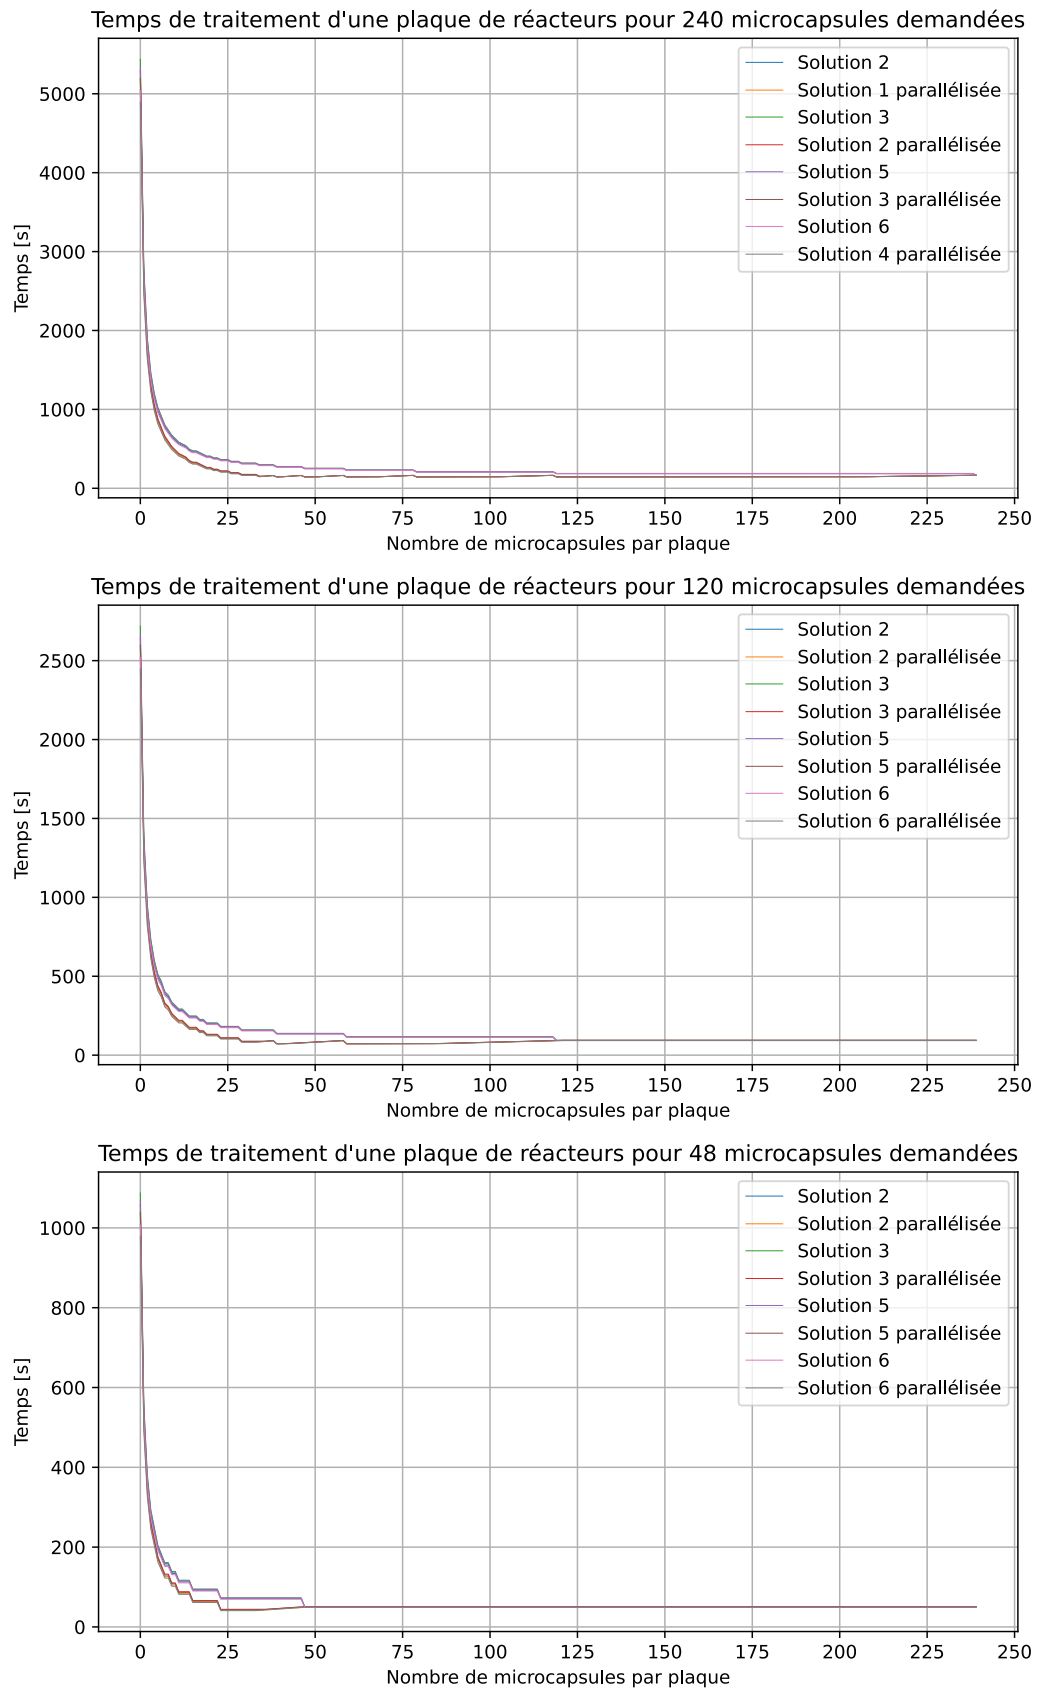 Temps de traitement d'une plaque de réacteurs pour 240 microcapsules demandées
Solution 2
Solution 1 parallélisée
Solution 3
Solution 2 parallélisée
Solution 5
Solution 3 parallélisée
Solution 6
Solution 4 parallélisée
Temps [s]
5000
4000
3000
2000
1000
0
0 25 50 75 100 125 150 175 200 225 250
Nombre de microcapsules par plaque
Temps de traitement d'une plaque de réacteurs pour 120 microcapsules demandées
Solution 2
Solution 2 parallélisée
Solution 3
Solution 3 parallélisée
Solution 5
Solution 5 parallélisée
Solution 6
Solution 6 parallélisée
Temps [s]
2500
2000
1500
1000
500
0
0 25 50 75 100 125 150 175 200 225 250
Nombre de microcapsules par plaque
Temps de traitement d'une plaque de réacteurs pour 48 microcapsules demandées
Solution 2
Solution 2 parallélisée
Solution 3
Solution 3 parallélisée
Solution 5
Solution 5 parallélisée
Solution 6
Solution 6 parallélisée
Temps [s]
1000
800
600
400
200
0
0 25 50 75 100 125 150 175 200 225 250
Nombre de microcapsules par plaque